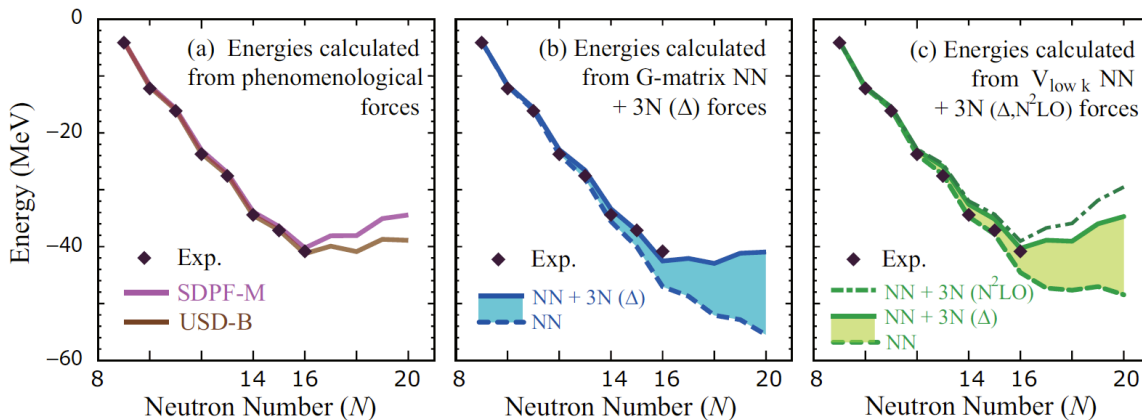 0
−20
−40
−60
Energy (MeV)
(a) Energies calculated
from phenomenological
forces
Exp.
SDPF-M
USD-B
8
14
16
20
Neutron Number (N)
(b) Energies calculated
from G-matrix NN
+ 3N (Δ) forces
Exp.
NN + 3N (Δ)
NN
8
14
16
20
Neutron Number (N)
(c) Energies calculated
from V low k NN
+ 3N (Δ,N²LO) forces
Exp.
NN + 3N (N²LO)
NN + 3N (Δ)
NN
8
14
16
20
Neutron Number (N)